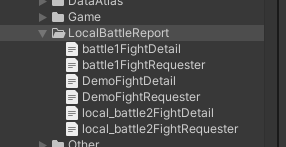 DataAtlas
Game
LocalBattleReport
battle1FightDetail
battle1FightRequester
DemoFightDetail
DemoFightRequester
local_battle2FightDetail
local_battle2FightRequester
Other